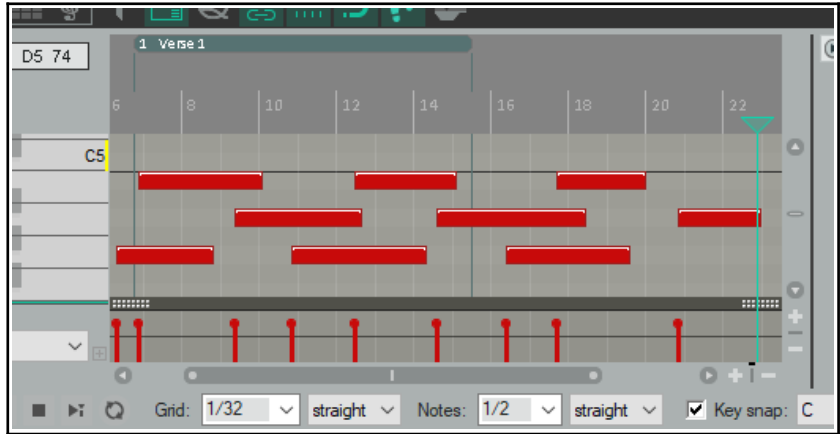 D5 74
1 Verse 1
6 8 10 12 14 16 18 20 22
C5
Grid: 1/32 straight Notes: 1/2 straight Key snap: C